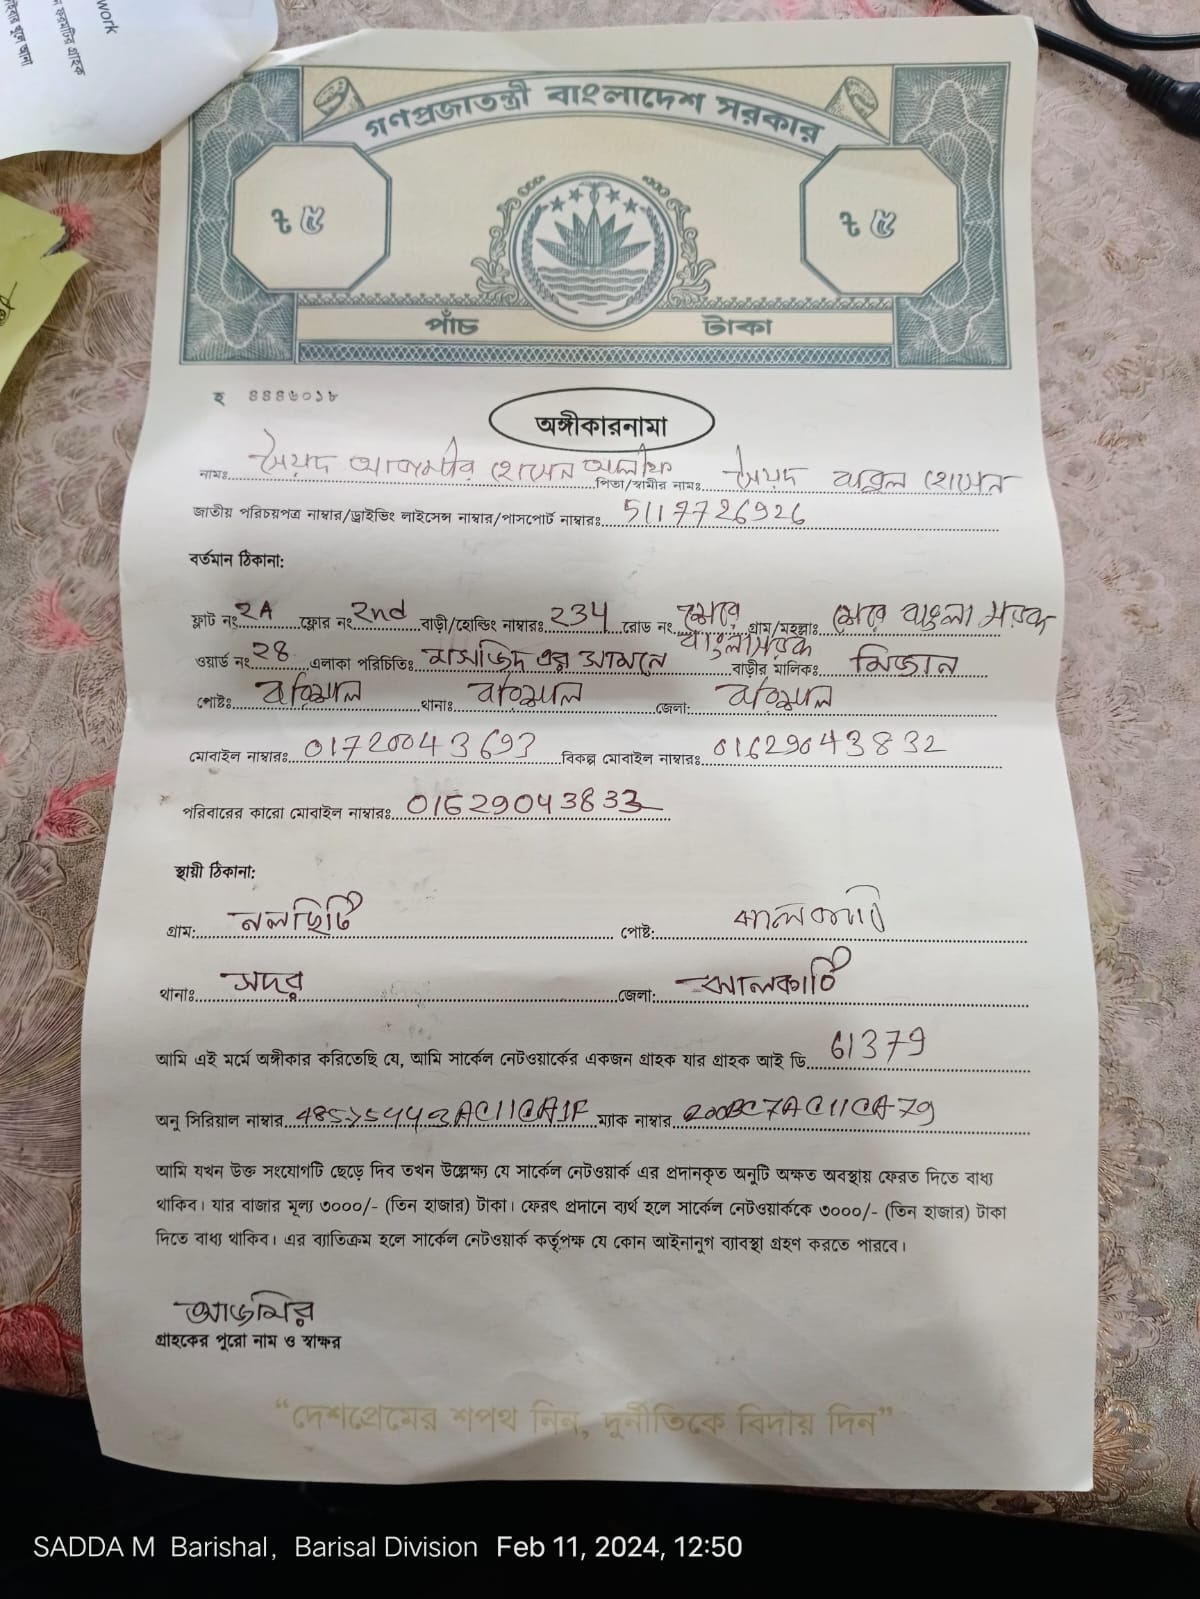 work
গণপ্রজাতন্ত্রী বাংলাদেশ সরকার
৳ ৫
৳ ৫
পাঁচ টাকা
হ ৪৪৪৬০১৮
অঙ্গীকারনামা
নামঃ সৈয়দ আজমীর হোসেন পিতা/স্বামীর নামঃ সৈয়দ বাবুল হোসেন
জাতীয় পরিচয়পত্র নাম্বার/ড্রাইভিং লাইসেন্স নাম্বার/পাসপোর্ট নাম্বারঃ 5117726926
বর্তমান ঠিকানা:
ফ্লাট নং 2A ফ্লোর নং 2nd বাড়ী/হোল্ডিং নাম্বারঃ 234 রোড নং শেরে বাংলা সরক গ্রাম/মহল্লাঃ শেরে বাংলা সরক
ওয়ার্ড নং 28 এলাকা পরিচিতিঃ মসজিদ এর সামনে বাড়ীর মালিকঃ মিজান
পোষ্টঃ বরিশাল থানাঃ বরিশাল জেলা: বরিশাল
মোবাইল নাম্বারঃ 01720043693 বিকল্প মোবাইল নাম্বারঃ 01629043832
পরিবারের কারো মোবাইল নাম্বারঃ 01629043833
স্থায়ী ঠিকানা:
গ্রাম: নলছিটি পোষ্ট: ঝালকাঠি
থানাঃ সদর জেলা: ঝালকাঠি
আমি এই মর্মে অঙ্গীকার করিতেছি যে, আমি সার্কেল নেটওয়ার্কের একজন গ্রাহক যার গ্রাহক আই ডি 61379
অনু সিরিয়াল নাম্বার ম্যাক নাম্বার
আমি যখন উক্ত সংযোগটি ছেড়ে দিব তখন উল্লেক্ষ্য যে সার্কেল নেটওয়ার্ক এর প্রদানকৃত অনুটি অক্ষত অবস্থায় ফেরত দিতে বাধ্য
থাকিব। যার বাজার মূল্য ৩০০০/- (তিন হাজার) টাকা। ফেরৎ প্রদানে ব্যর্থ হলে সার্কেল নেটওয়ার্ককে ৩০০০/- (তিন হাজার) টাকা
দিতে বাধ্য থাকিব। এর ব্যাতিক্রম হলে সার্কেল নেটওয়ার্ক কর্তৃপক্ষ যে কোন আইনানুগ ব্যাবস্থা গ্রহণ করতে পারবে।
আজমির
গ্রাহকের পুরো নাম ও স্বাক্ষর
“দেশপ্রেমের শপথ নিন, দুর্নীতিকে বিদায় দিন”
SADDA M Barishal, Barisal Division Feb 11, 2024, 12:50